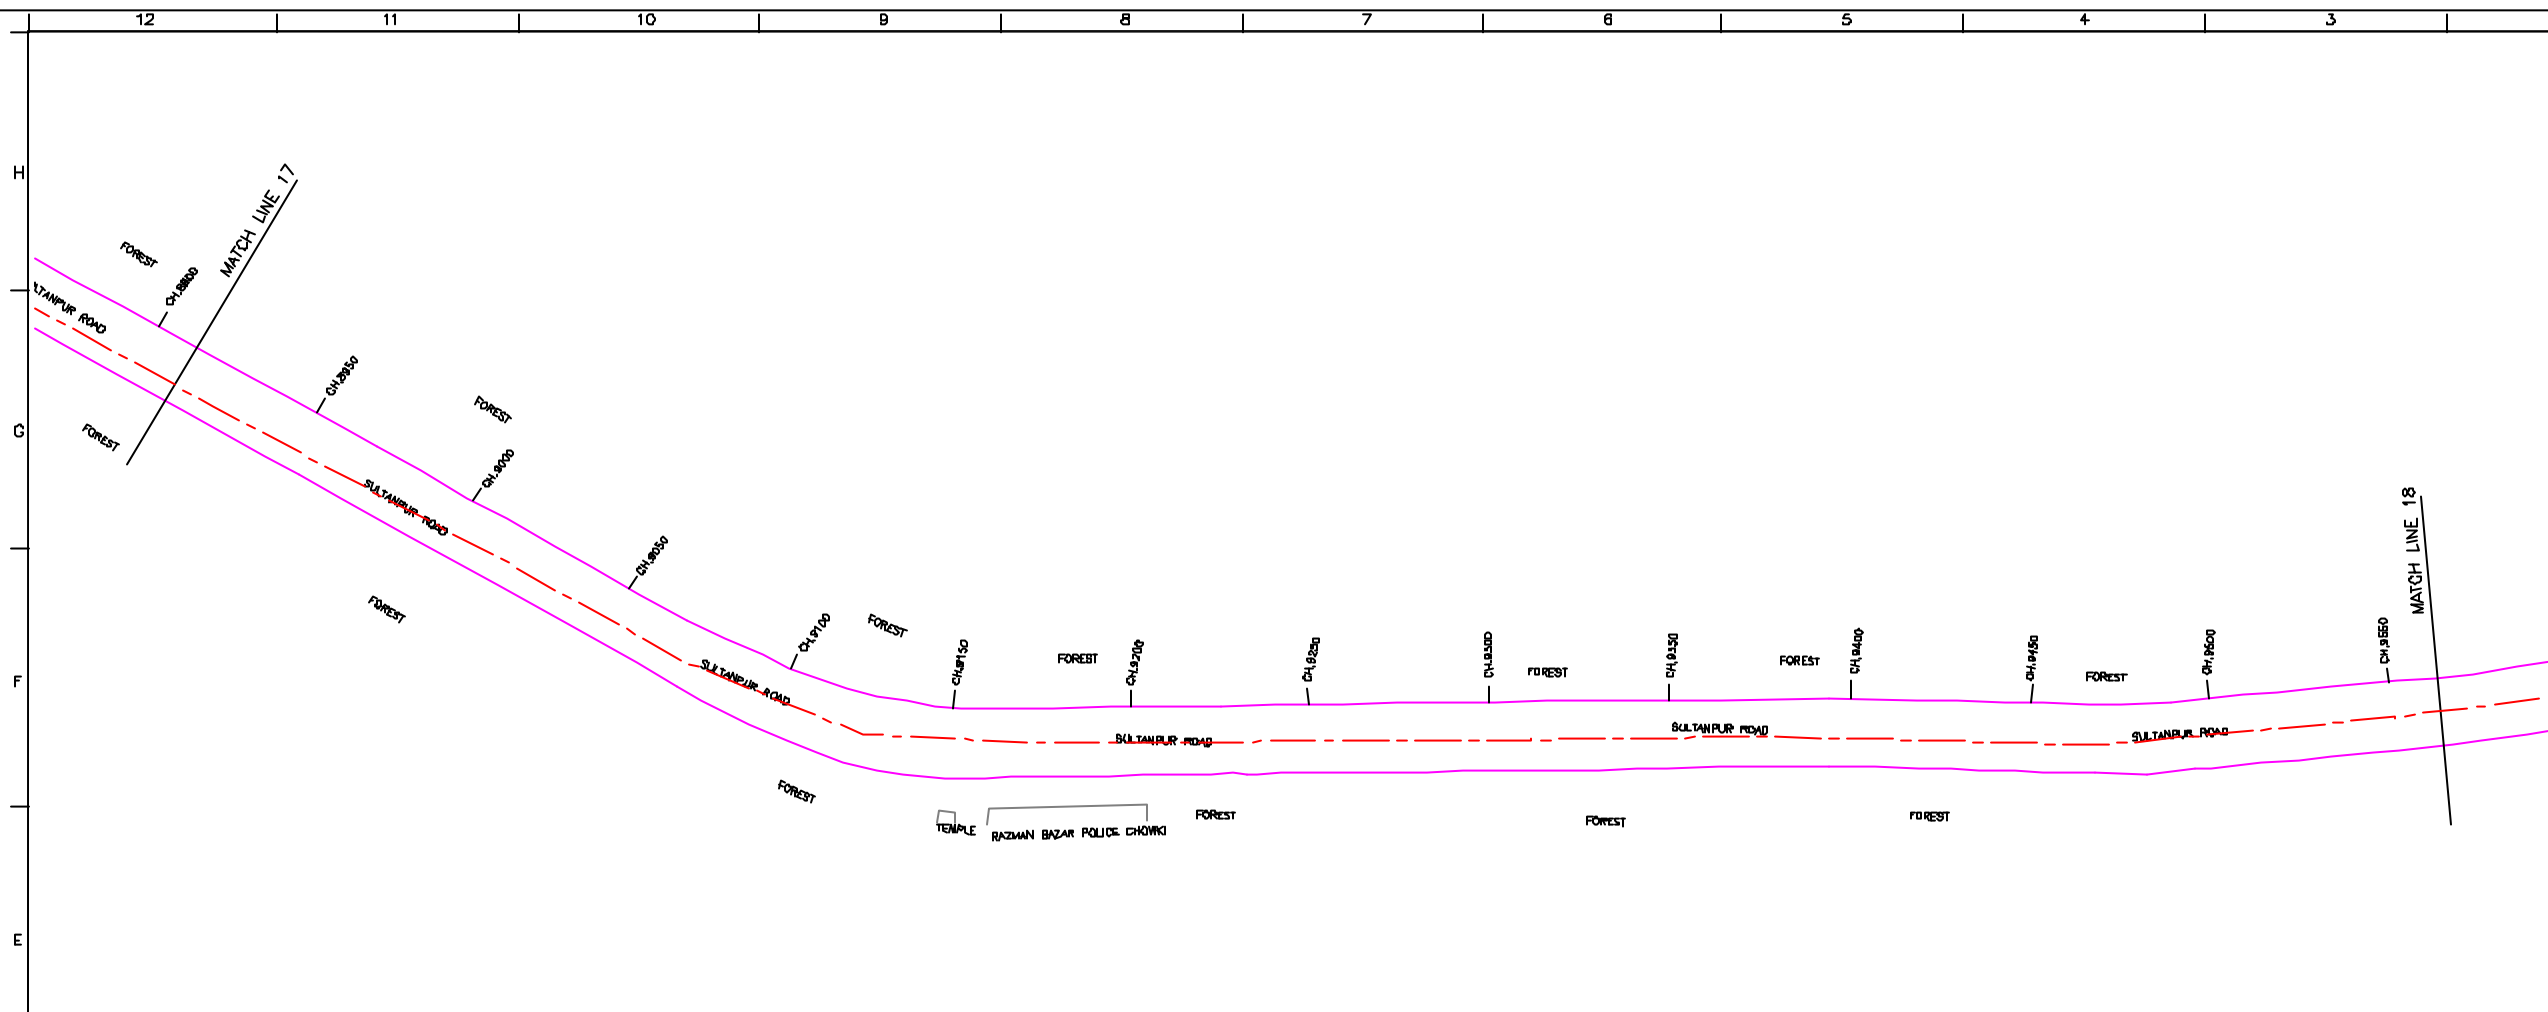 12 11 10 9 8 7 6 5 4 3
H
MATCH LINE 17
FOREST
CH.8900
LTANPUR ROAD
CH.8950
FOREST
G
FOREST
CH.9000
SULTANPUR ROAD
MATCH LINE 18
CH.9050
FOREST
CH.9100
FOREST
CH.9150
FOREST
CH.9200
CH.9250
CH.9300
FOREST
CH.9350
FOREST
CH.9400
CH.9450
FOREST
CH.9500
CH.9550
F
SULTANPUR ROAD
SULTANPUR ROAD
SULTANPUR ROAD
SULTANPUR ROAD
FOREST
TEMPLE
RAZMAN BAZAR POLICE CHOWKI
FOREST
FOREST
FOREST
E